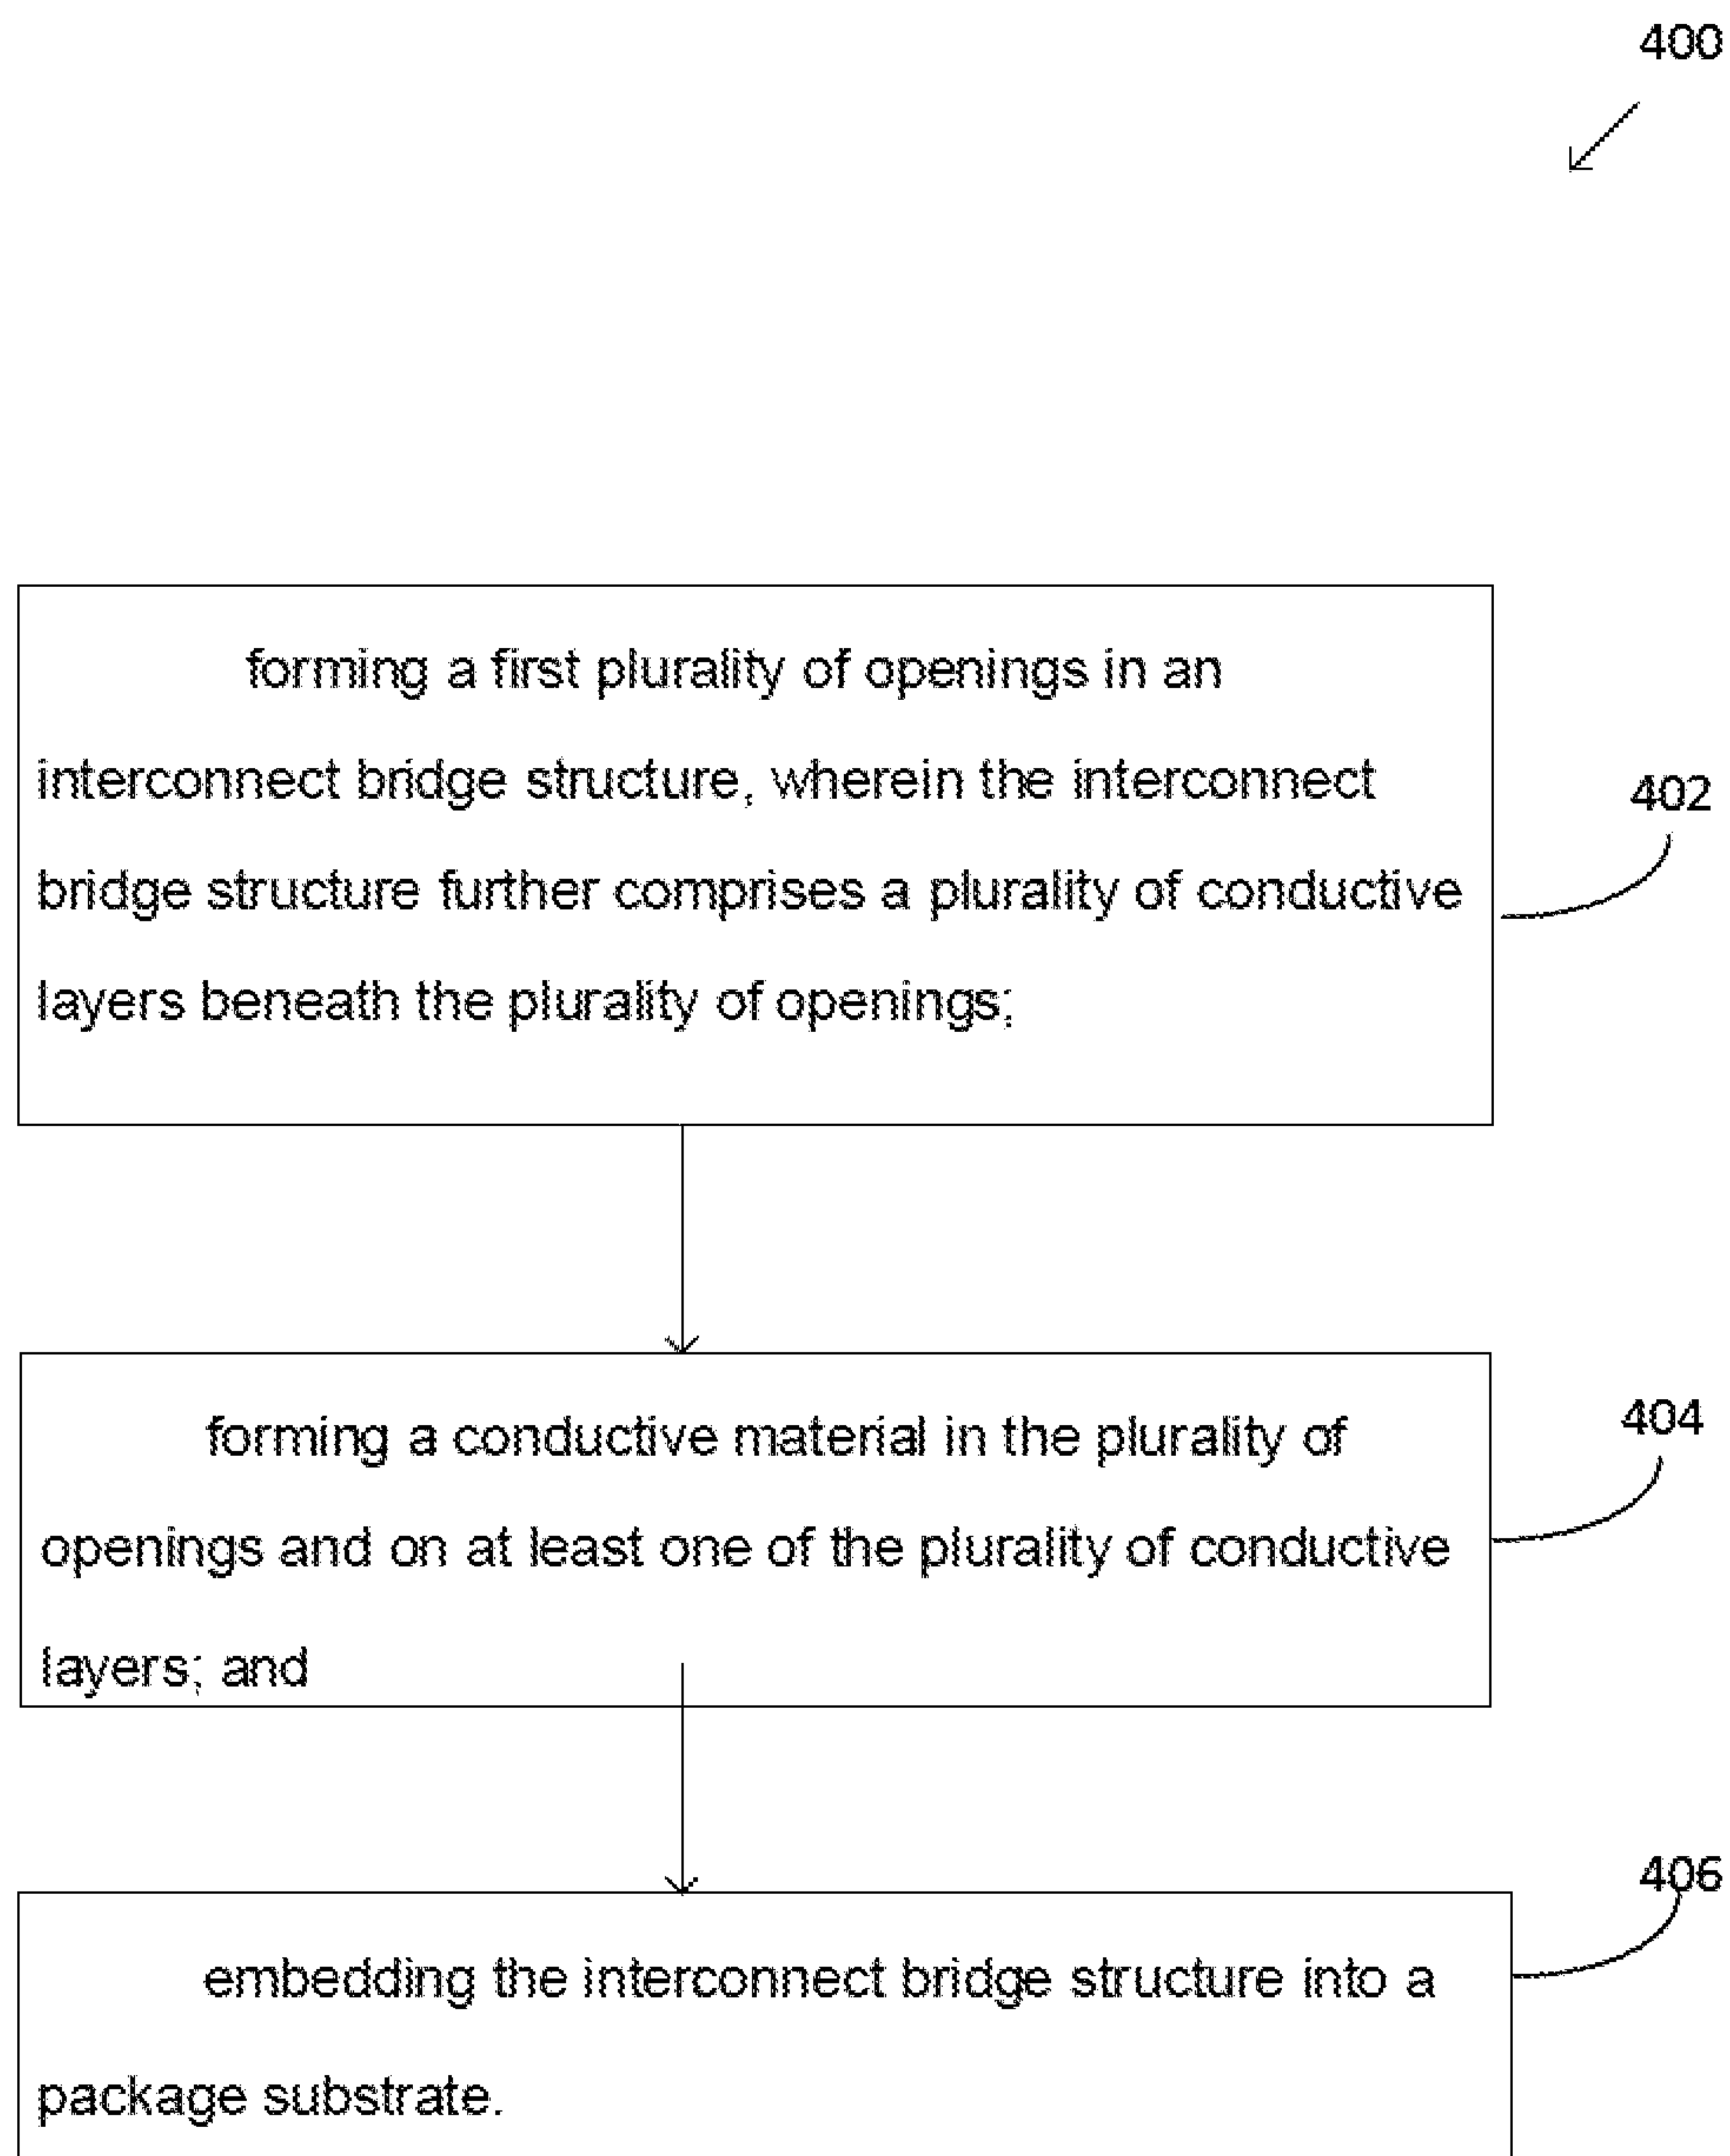 400
forming a first plurality of openings in an
interconnect bridge structure, wherein the interconnect
bridge structure further comprises a plurality of conductive
layers beneath the plurality of openings;
402
forming a conductive material in the plurality of
openings and on at least one of the plurality of conductive
layers; and
404
embedding the interconnect bridge structure into a
package substrate.
406